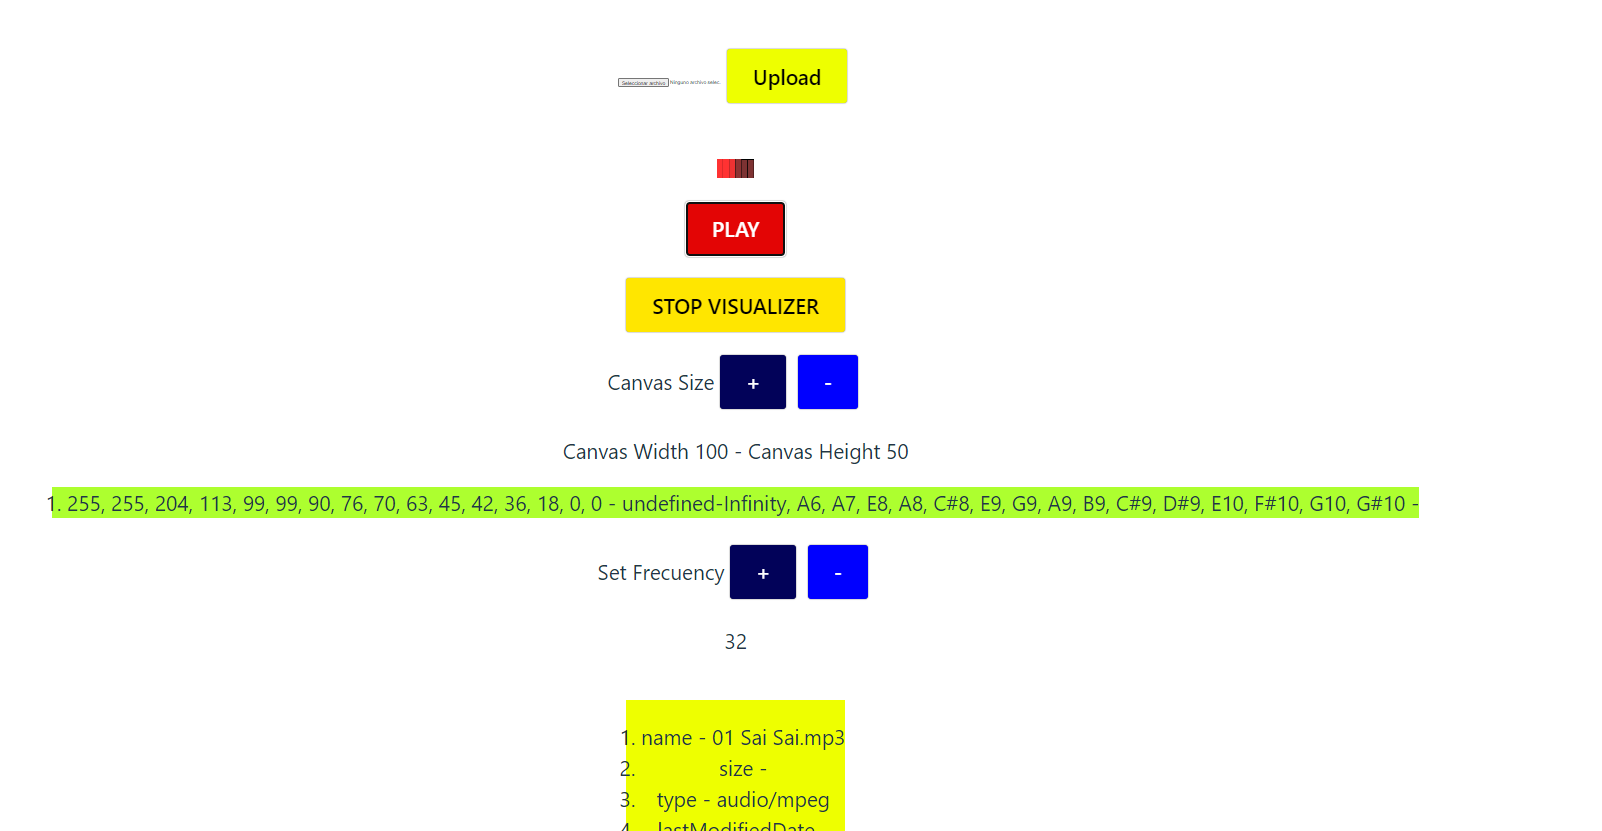 Seleccionar archivo Ninguno archivo selec.
Upload
PLAY
STOP VISUALIZER
Canvas Size + -
Canvas Width 100 - Canvas Height 50
1. 255, 255, 204, 113, 99, 99, 90, 76, 70, 63, 45, 42, 36, 18, 0, 0 - undefined-Infinity, A6, A7, E8, A8, C#8, E9, G9, A9, B9, C#9, D#9, E10, F#10, G10, G#10 -
Set Frecuency + -
32
1. name - 01 Sai Sai.mp3
2. size -
3. type - audio/mpeg
4. lastModifiedDate